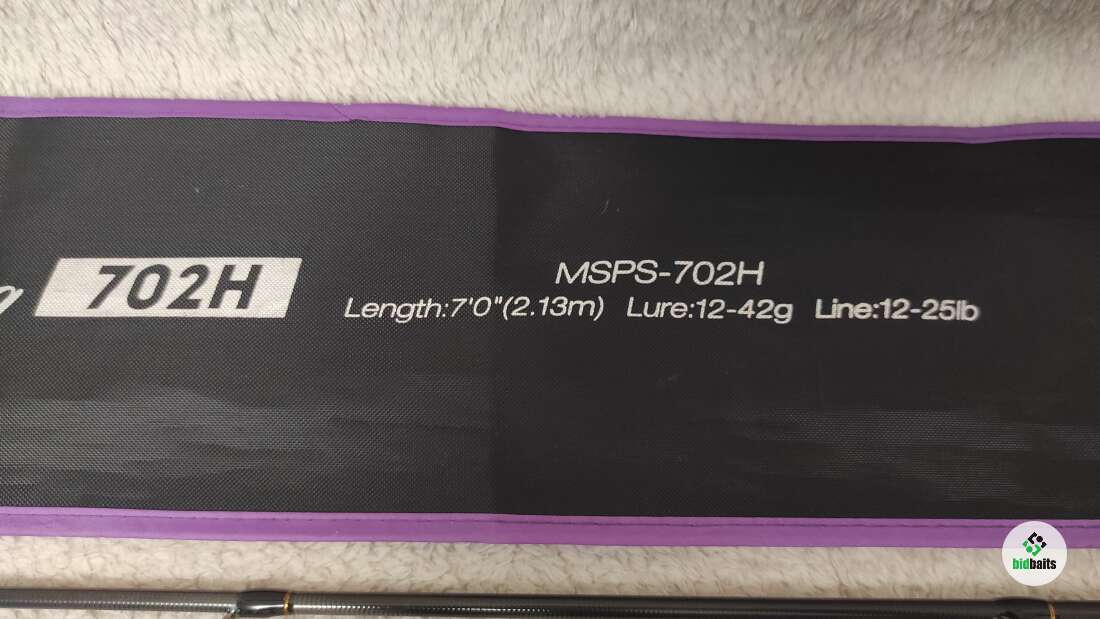 702H
MSPS-702H
Length:7'0"(2.13m) Lure:12-42g Line:12-25lb
bidbaits